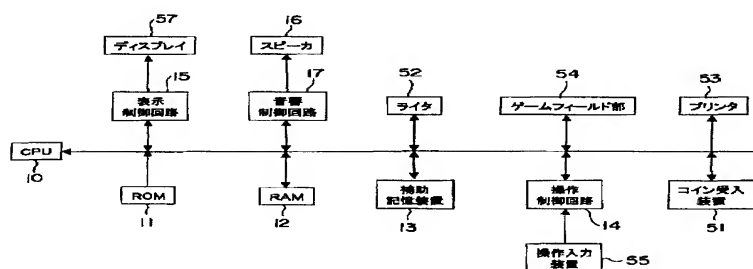 57
ディスプレイ
15
表示
制御回路
16
スピーカ
17
音響
制御回路
52
ライタ
54
ゲームフィールド部
53
プリンタ
CPU
10
ROM
11
RAM
12
補助
記憶装置
13
操作
制御回路
14
コイン受入
装置
51
操作入力
装置
55